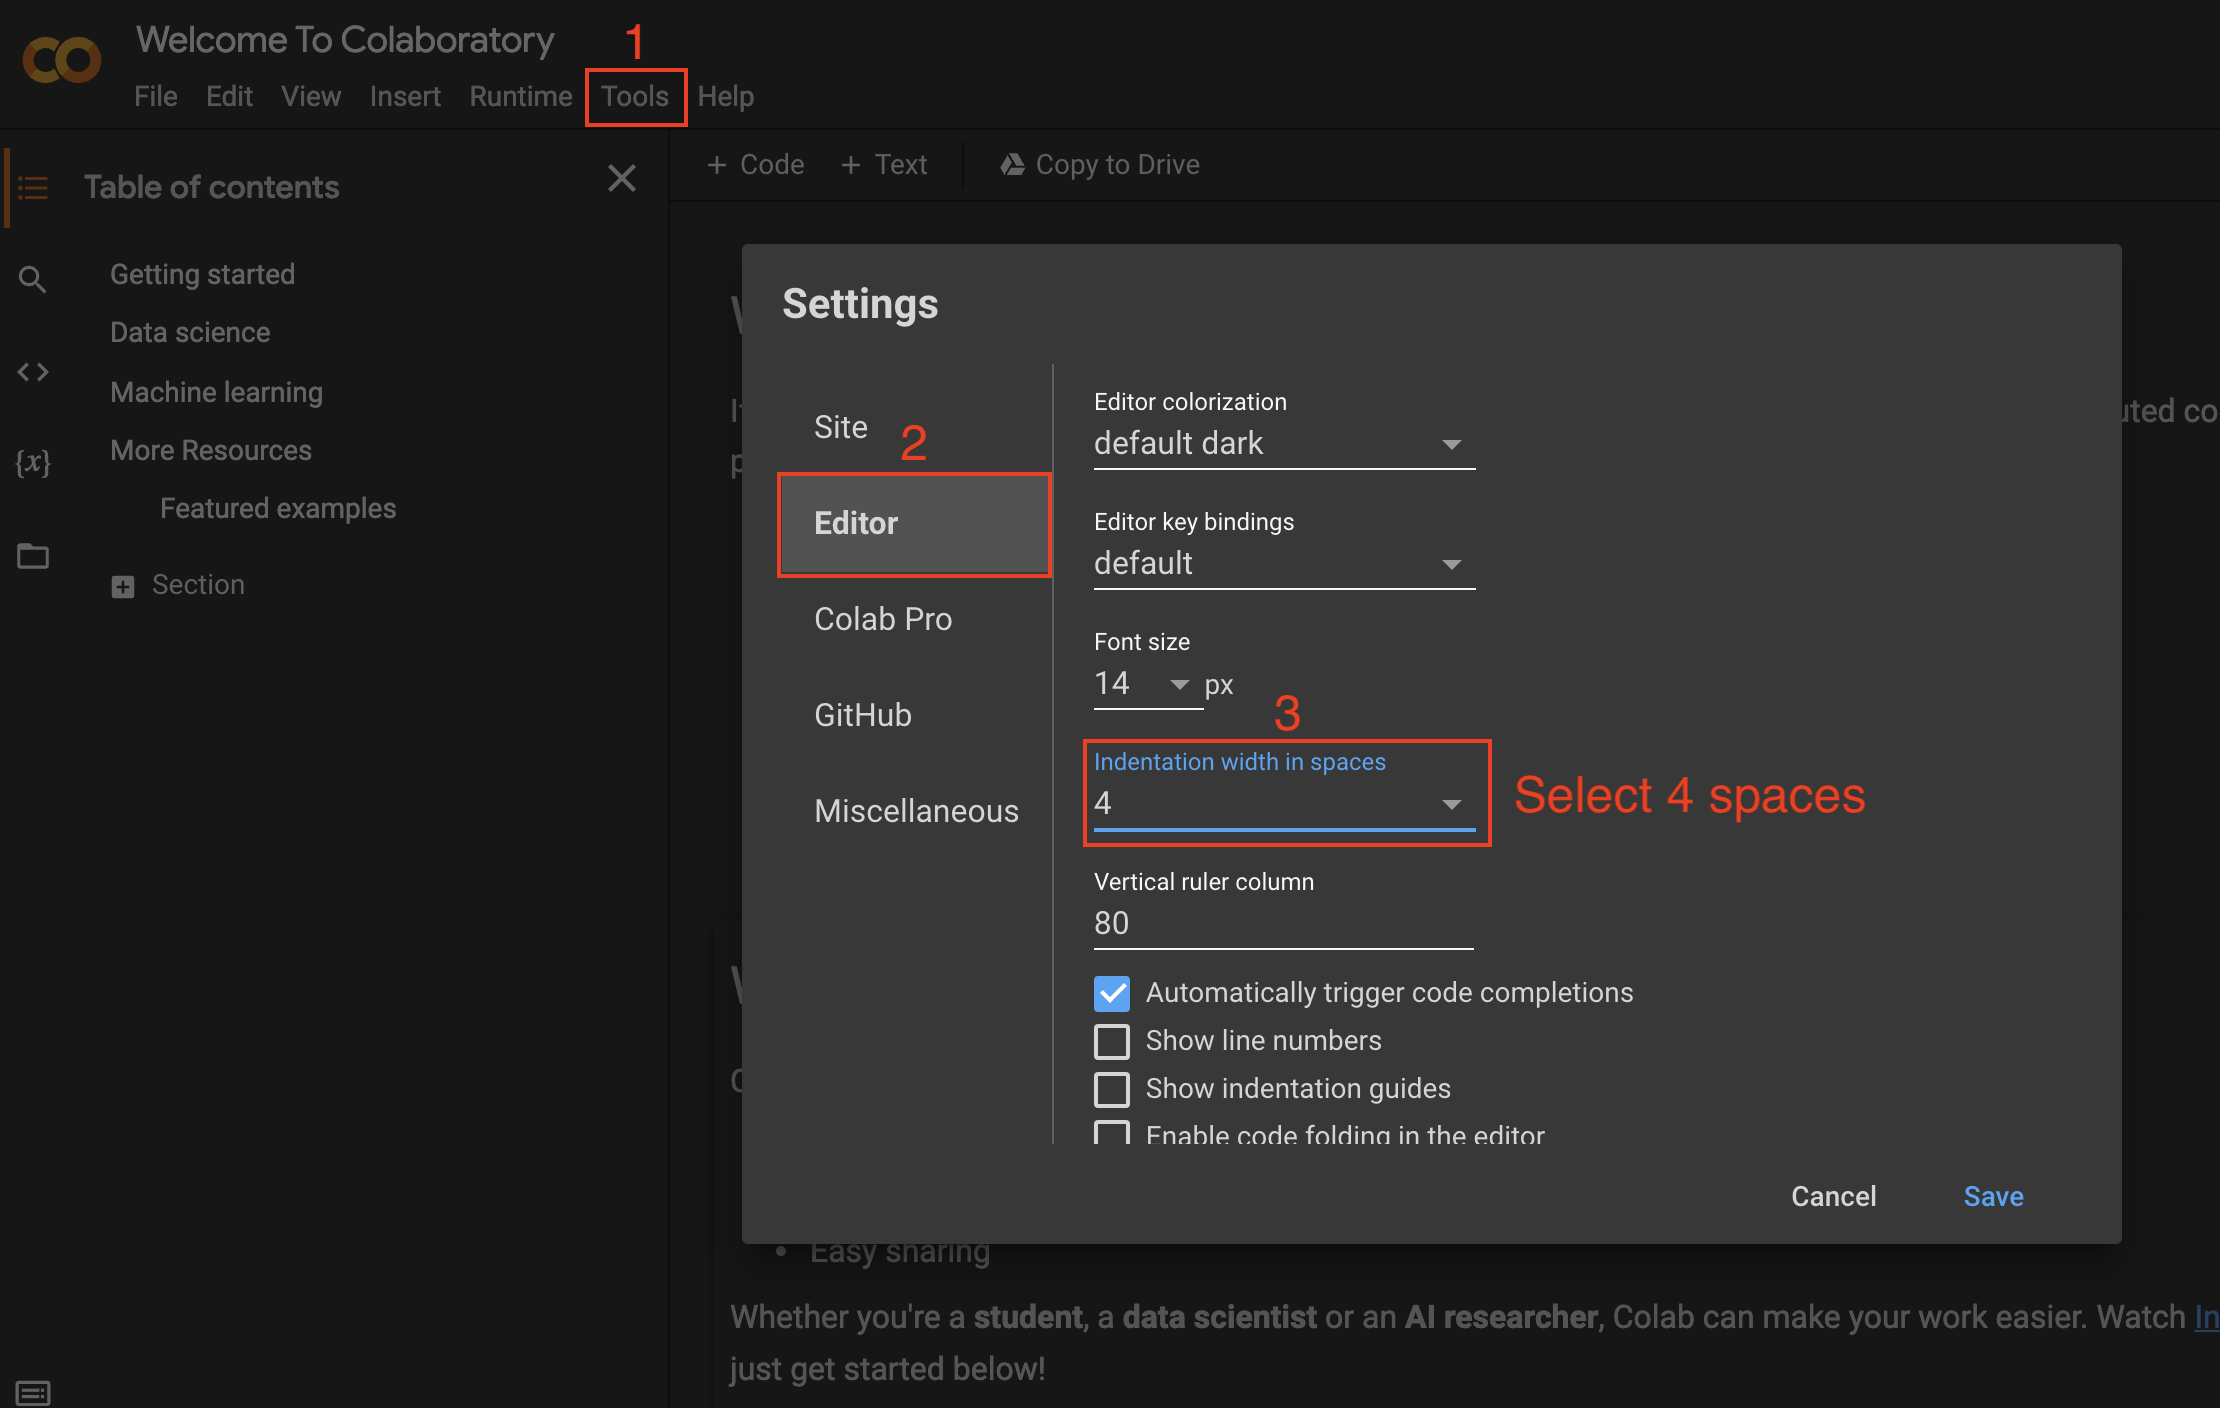 Welcome To Colaboratory
1
File Edit View Insert Runtime Tools Help
Table of contents
Getting started
Data science
Machine learning
More Resources
Featured examples
Section
+ Code + Text Copy to Drive
Settings
Site
2
Editor
Colab Pro
GitHub
Miscellaneous
Editor colorization
default dark
Editor key bindings
default
Font size
14 px
3
Indentation width in spaces
4
Select 4 spaces
Vertical ruler column
80
Automatically trigger code completions
Show line numbers
Show indentation guides
Enable code folding in the editor
Cancel Save
Easy sharing
Whether you're a student, a data scientist or an AI researcher, Colab can make your work easier. Watch In
just get started below!